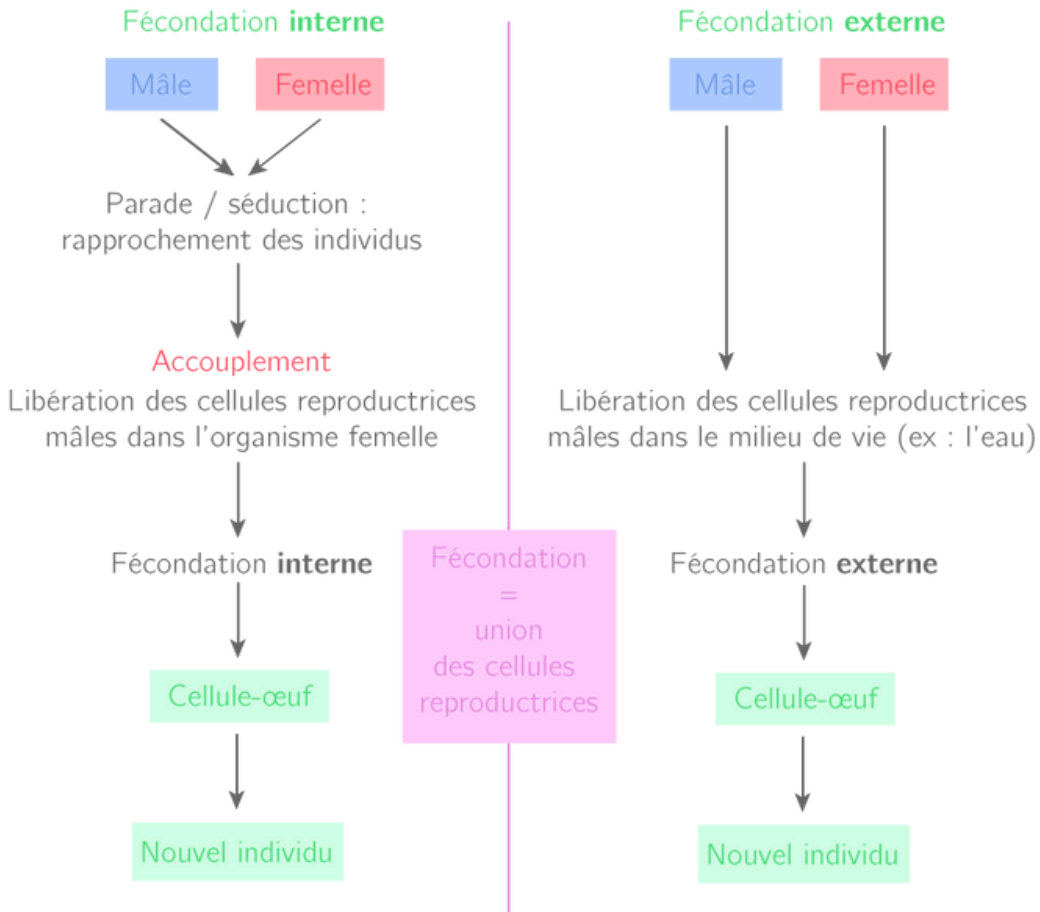 Fécondation interne
Mâle
Femelle
Parade / séduction :
rapprochement des individus
Accouplement
Libération des cellules reproductrices
mâles dans l'organisme femelle
Fécondation interne
Cellule-œuf
Nouvel individu
Fécondation
=
union
des cellules
reproductrices
Fécondation externe
Mâle
Femelle
Libération des cellules reproductrices
mâles dans le milieu de vie (ex : l'eau)
Fécondation externe
Cellule-œuf
Nouvel individu